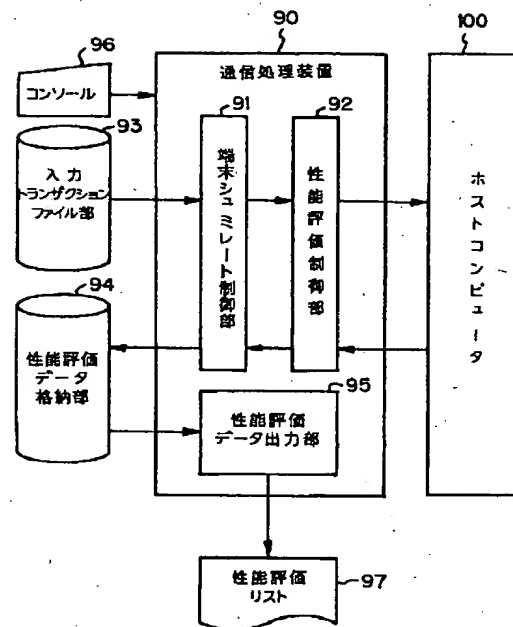 90
100
96
通信処理装置
コンソール
91
92
93
入力
トランザクション
ファイル部
端末シュミレート制御部
性能評価制御部
ホストコンピュータ
94
性能評価
データ
格納部
95
性能評価
データ出力部
性能評価
リスト
97